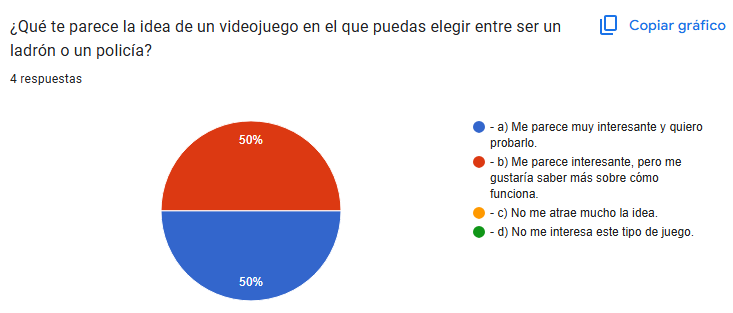 ¿Qué te parece la idea de un videojuego en el que puedas elegir entre ser un
ladrón o un policía?
Copiar gráfico
4 respuestas
50%
50%
- a) Me parece muy interesante y quiero
probarlo.
- b) Me parece interesante, pero me
gustaría saber más sobre cómo
funciona.
- c) No me atrae mucho la idea.
- d) No me interesa este tipo de juego.